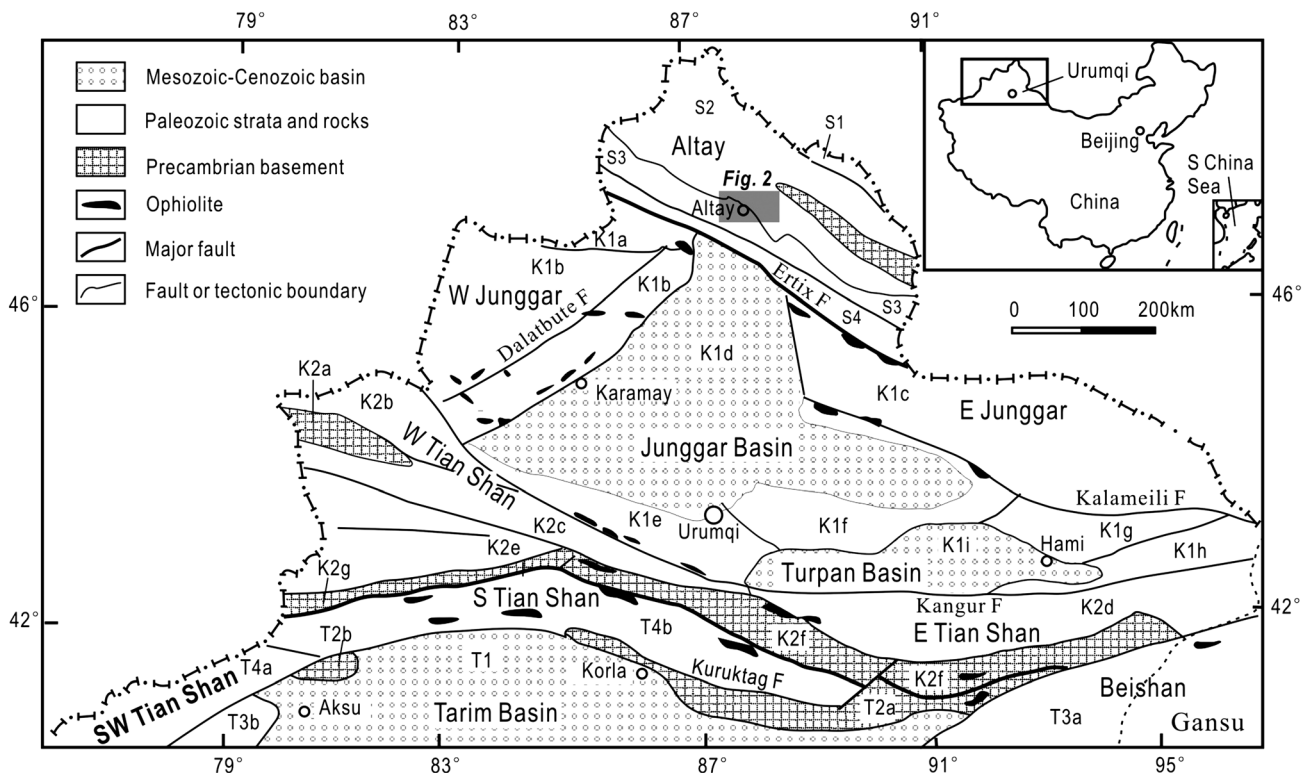 79°
83°
87°
91°
Mesozoic-Cenozoic basin
Paleozoic strata and rocks
Precambrian basement
Ophiolite
Major fault
Fault or tectonic boundary
Urumqi
Beijing
S China
Sea
China
0 100 200km
S2
S1
Altay
S3
Fig. 2
Altay
K1a
K1b
K1b
W Junggar
Ertix F
S3
S4
46°
46°
Dalatbute F
K1d
K2a
K2b
Karamay
K1c
E Junggar
W Tian Shan
Junggar Basin
Kalameili F
K2c
K1e
Urumqi
K1f
K1g
K1i
Hami
K1h
K2e
K2g
Turpan Basin
42°
42°
S Tian Shan
Kangur F
K2d
T2b
T4b
K2f
E Tian Shan
T4a
T1
Korla
Kuruktag F
K2f
Beishan
SW Tian Shan
Aksu
Tarim Basin
T2a
T3a
Gansu
T3b
79°
83°
87°
91°
95°